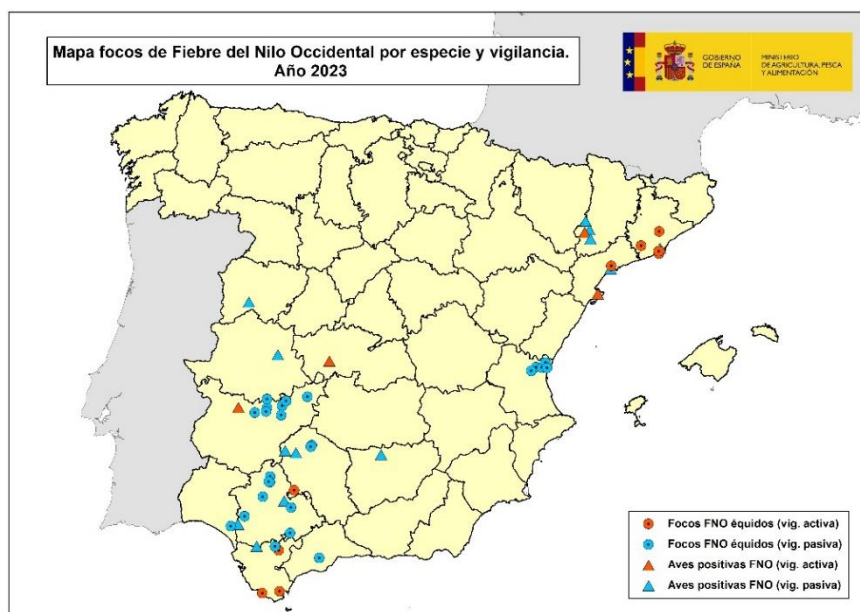 Mapa focos de Fiebre del Nilo Occidental por especie y vigilancia.
Año 2023
GOBIERNO
DE ESPAÑA
MINISTERIO
DE AGRICULTURA, PESCA
Y ALIMENTACIÓN
Focos FNO équidos (vig. activa)
Focos FNO équidos (vig. pasiva)
Aves positivas FNO (vig. activa)
Aves positivas FNO (vig. pasiva)